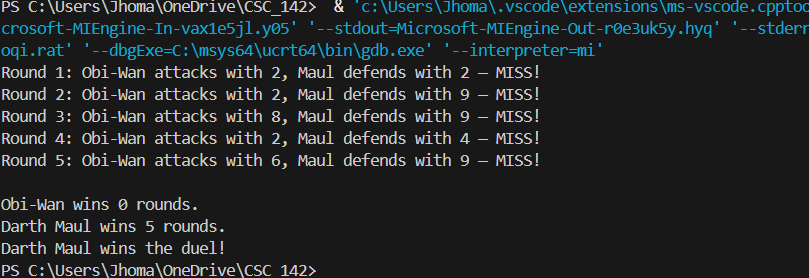 PS C:\Users\Jhoma\OneDrive\CSC_142>  & 'c:\Users\Jhoma\.vscode\extensions\ms-vscode.cpptoo
crosoft-MIEngine-In-vax1e5jl.y05' '--stdout=Microsoft-MIEngine-Out-r0e3uk5y.hyq' '--stderr
oqi.rat' '--dbgExe=C:\msys64\ucrt64\bin\gdb.exe' '--interpreter=mi'
Round 1: Obi-Wan attacks with 2, Maul defends with 2 – MISS!
Round 2: Obi-Wan attacks with 2, Maul defends with 9 – MISS!
Round 3: Obi-Wan attacks with 8, Maul defends with 9 – MISS!
Round 4: Obi-Wan attacks with 2, Maul defends with 4 – MISS!
Round 5: Obi-Wan attacks with 6, Maul defends with 9 – MISS!
Obi-Wan wins 0 rounds.
Darth Maul wins 5 rounds.
Darth Maul wins the duel!
PS C:\Users\Jhoma\OneDrive\CSC_142>